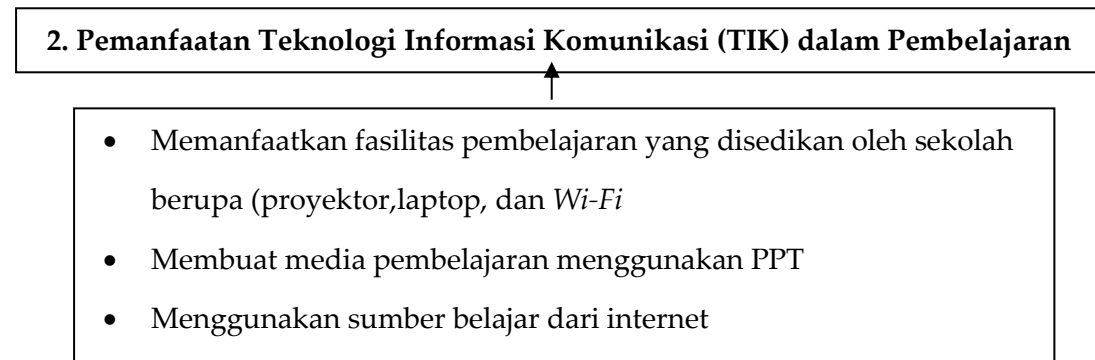 2. Pemanfaatan Teknologi Informasi Komunikasi (TIK) dalam Pembelajaran
• Memanfaatkan fasilitas pembelajaran yang disedikan oleh sekolah
berupa (proyektor,laptop, dan Wi-Fi
• Membuat media pembelajaran menggunakan PPT
• Menggunakan sumber belajar dari internet